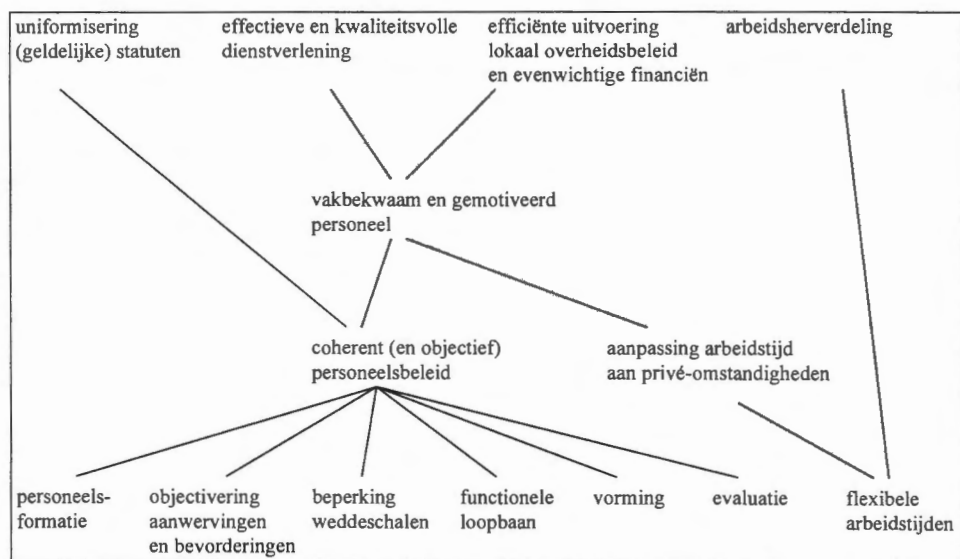 uniformisering
(geldelijke) statuten
effectieve en kwaliteitsvolle
dienstverlening
efficiënte uitvoering
lokaal overheidsbeleid
en evenwichtige financiën
arbeidsherverdeling
vakbekwaam en gemotiveerd
personeel
coherent (en objectief)
personeelsbeleid
aanpassing arbeidstijd
aan privé-omstandigheden
personeels-
formatie
objectivering
aanwervingen
en bevorderingen
beperking
weddeschalen
functionele
loopbaan
vorming
evaluatie
flexibele
arbeidstijden